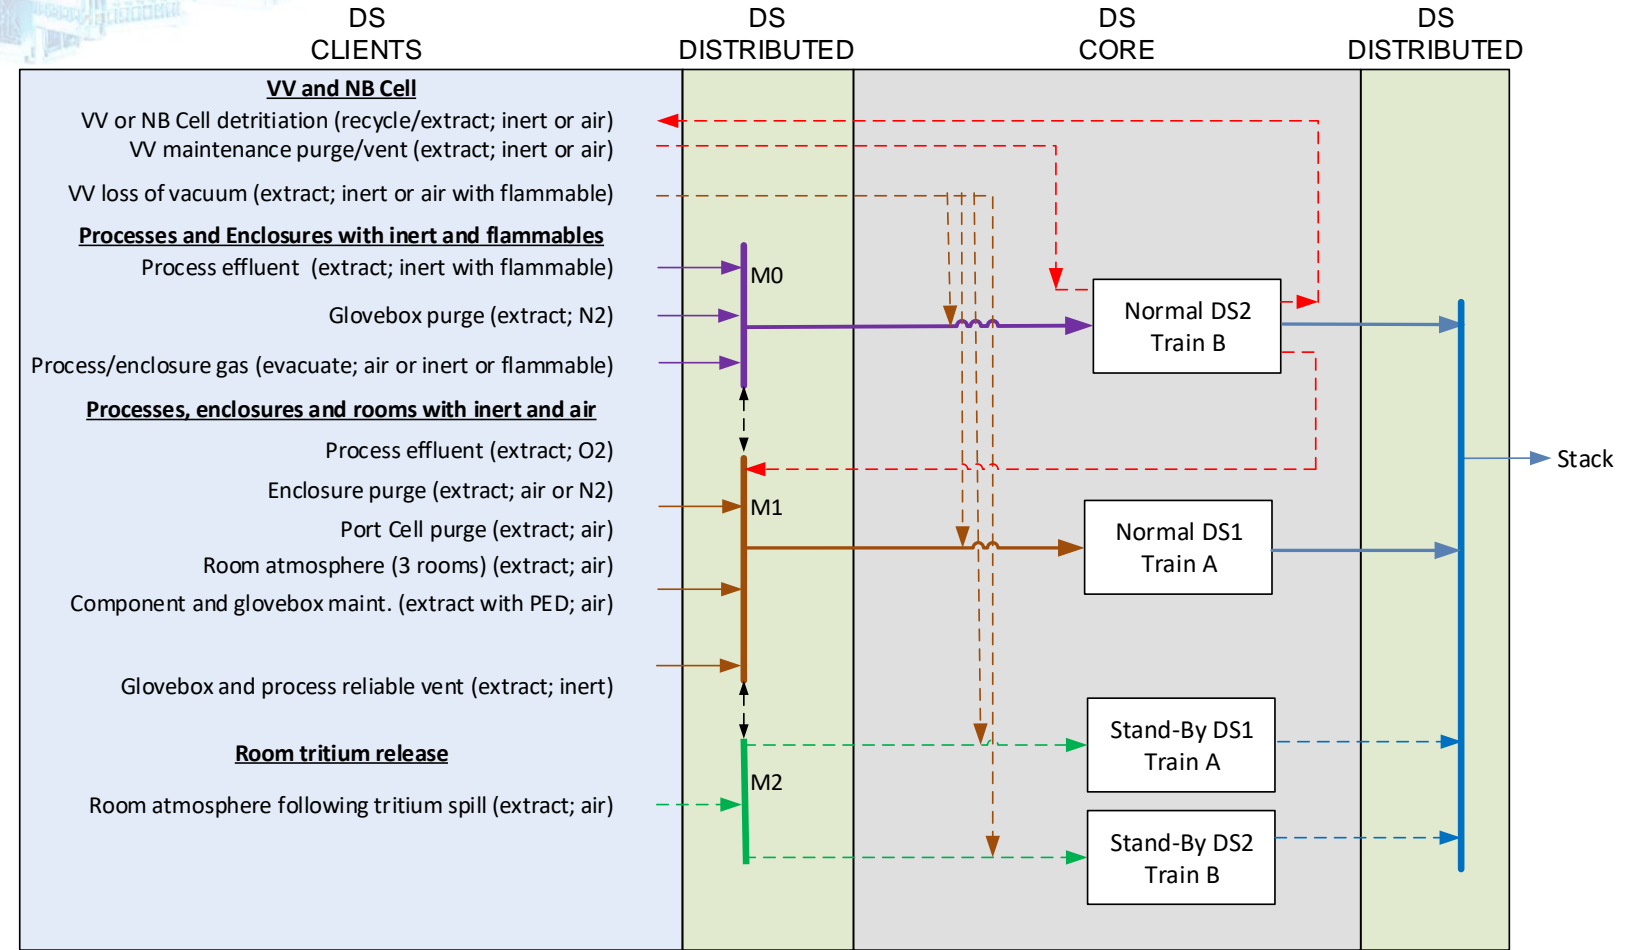 DS
CLIENTS
DS
DISTRIBUTED
DS
CORE
DS
DISTRIBUTED
VV and NB Cell
VV or NB Cell detritiation (recycle/extract; inert or air)
VV maintenance purge/vent (extract; inert or air)
VV loss of vacuum (extract; inert or air with flammable)
Processes and Enclosures with inert and flammables
Process effluent (extract; inert with flammable)
Glovebox purge (extract; N2)
Process/enclosure gas (evacuate; air or inert or flammable)
Processes, enclosures and rooms with inert and air
Process effluent (extract; O2)
Enclosure purge (extract; air or N2)
Port Cell purge (extract; air)
Room atmosphere (3 rooms) (extract; air)
Component and glovebox maint. (extract with PED; air)
Glovebox and process reliable vent (extract; inert)
Room tritium release
Room atmosphere following tritium spill (extract; air)
M0
M1
M2
Normal DS2
Train B
Normal DS1
Train A
Stand-By DS1
Train A
Stand-By DS2
Train B
Stack